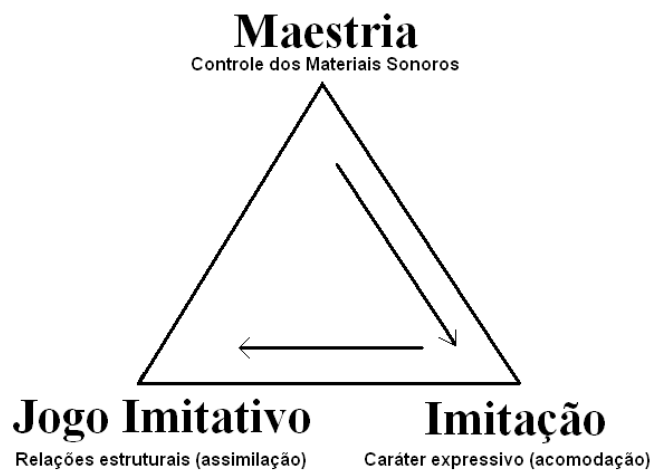 Maestria
Controle dos Materiais Sonoros
Jogo Imitativo
Relações estruturais (assimilação)
Imitação
Caráter expressivo (acomodação)